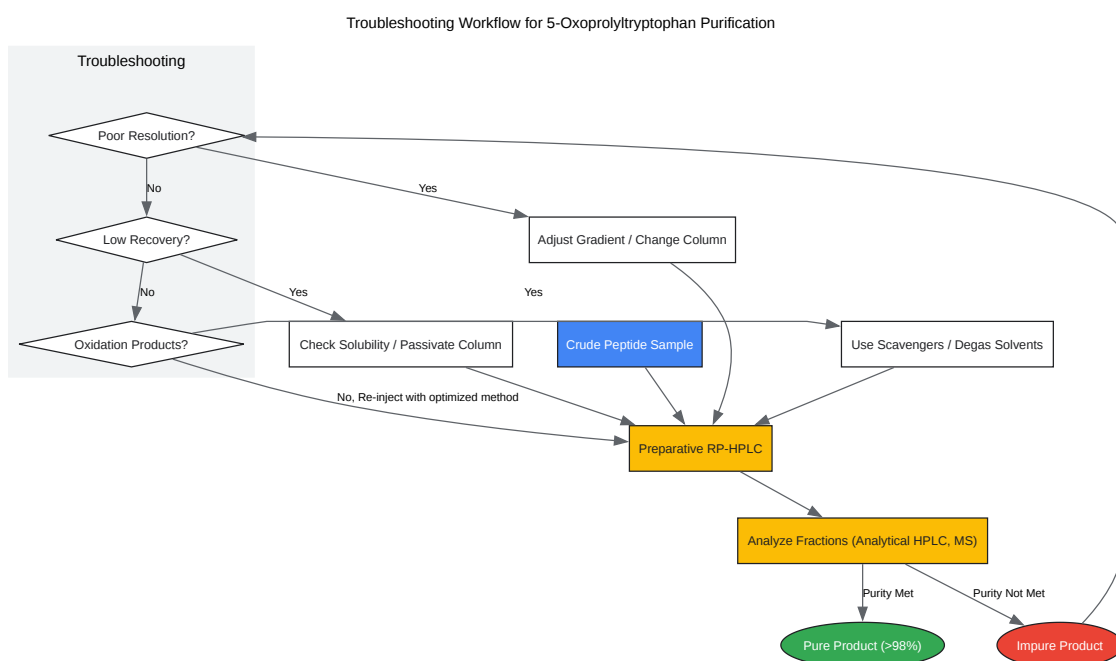 Troubleshooting Workflow for 5-Oxoprolyltryptophan Purification
Troubleshooting
Poor Resolution?
No
Yes
Low Recovery?
Adjust Gradient / Change Column
No
Yes
Yes
Oxidation Products?
Check Solubility / Passivate Column
Crude Peptide Sample
Use Scavengers / Degas Solvents
No, Re-inject with optimized method
Preparative RP-HPLC
Analyze Fractions (Analytical HPLC, MS)
Purity Met
Purity Not Met
Pure Product (>98%)
Impure Product